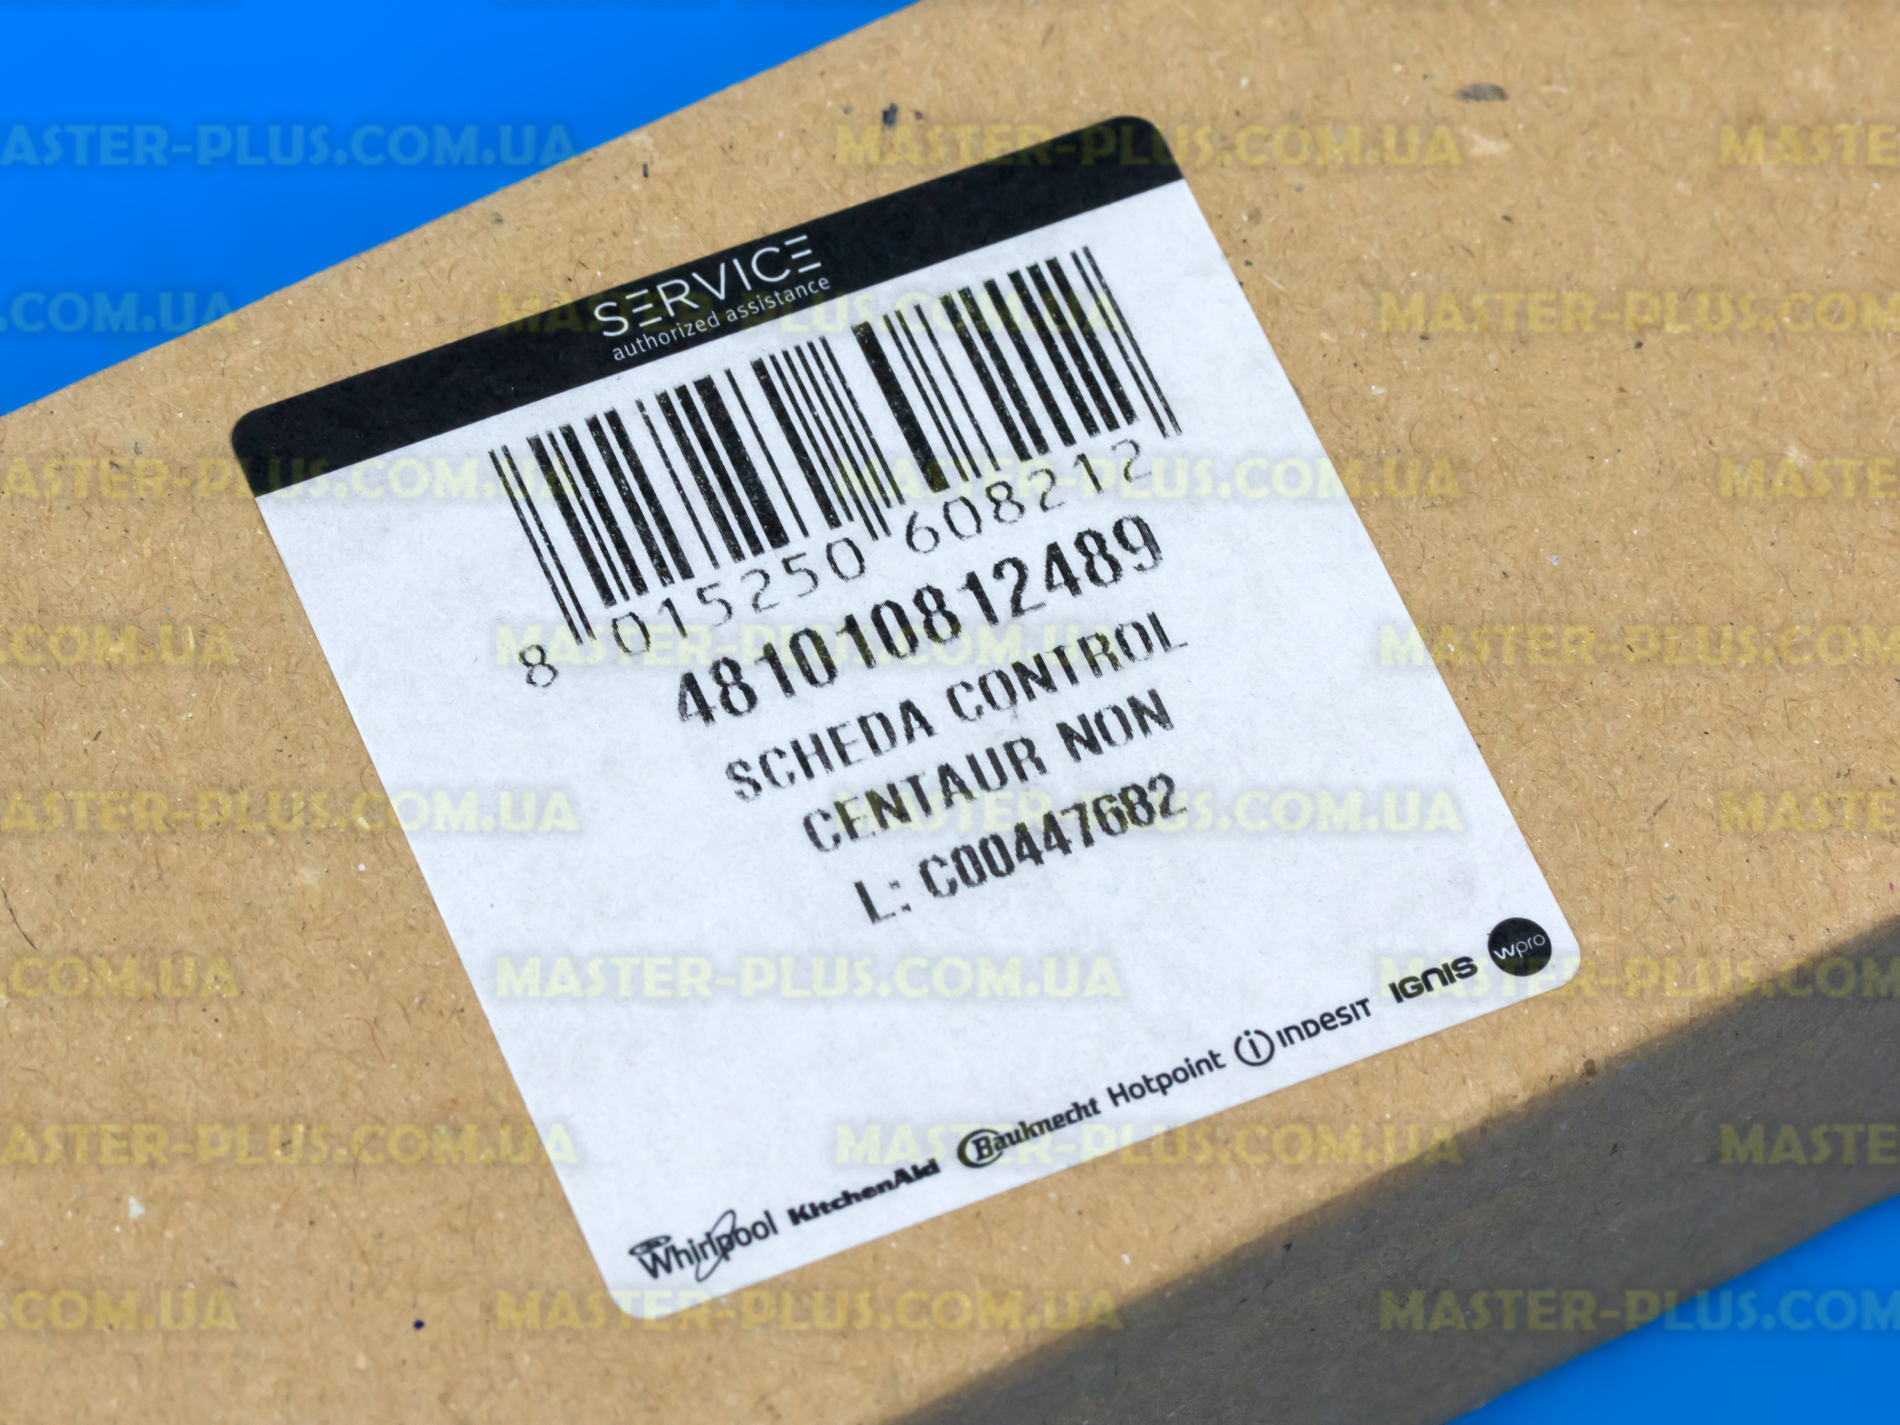 SERVICE
authorized assistance
8 015250 608212
481010812489
SCHEDA CONTROL
CENTAUR NON
L: C00447682
Whirlpool KitchenAid Bauknecht Hotpoint indesit IGNIS wpro
MASTER-PLUS.COM.UA